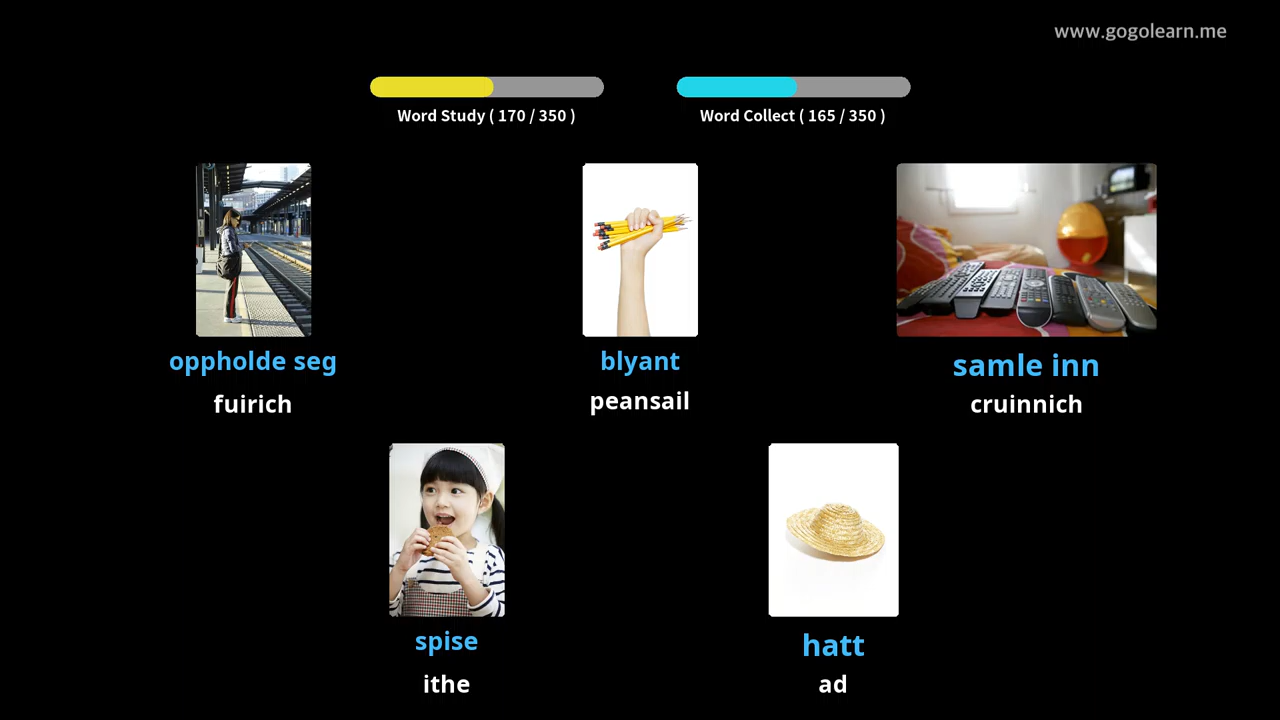 www.gogolearn.me
Word Study ( 170 / 350 )
Word Collect ( 165 / 350 )
oppholde seg
fuirich
blyant
peansail
samle inn
cruinnich
spise
ithe
hatt
ad